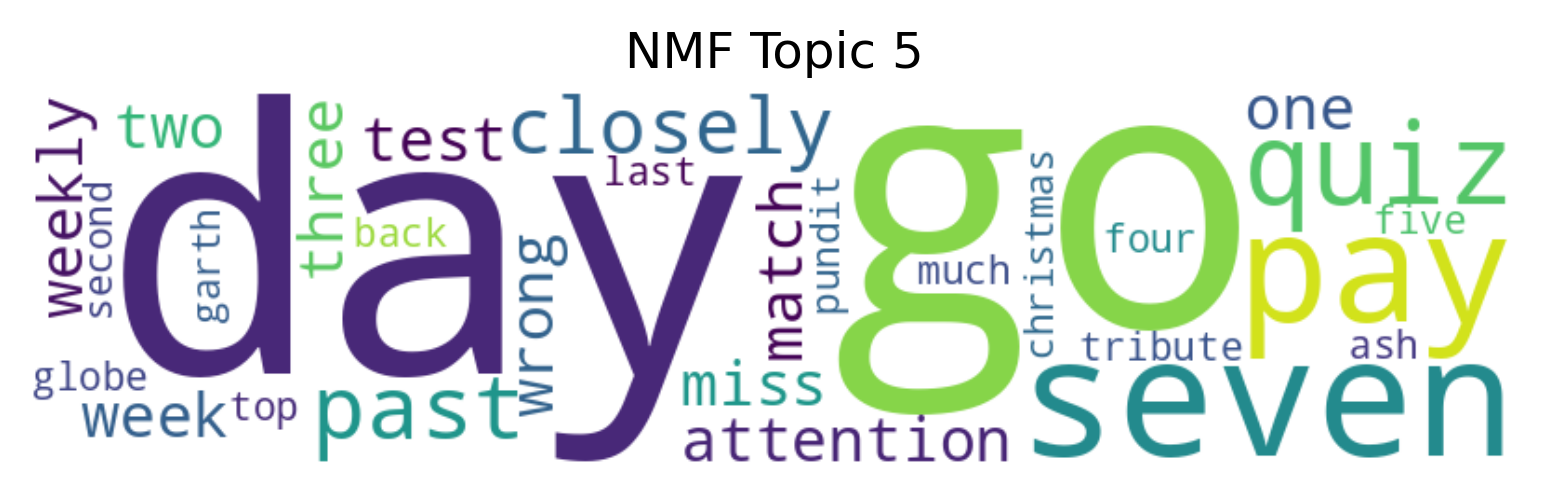 NMF Topic 5
day
go
seven
pay
quiz
closely
past
test
week
weekly
two
three
wrong
match
miss
attention
one
last
back
second
garth
globe
top
pundit
much
christmas
four
five
tribute
ash